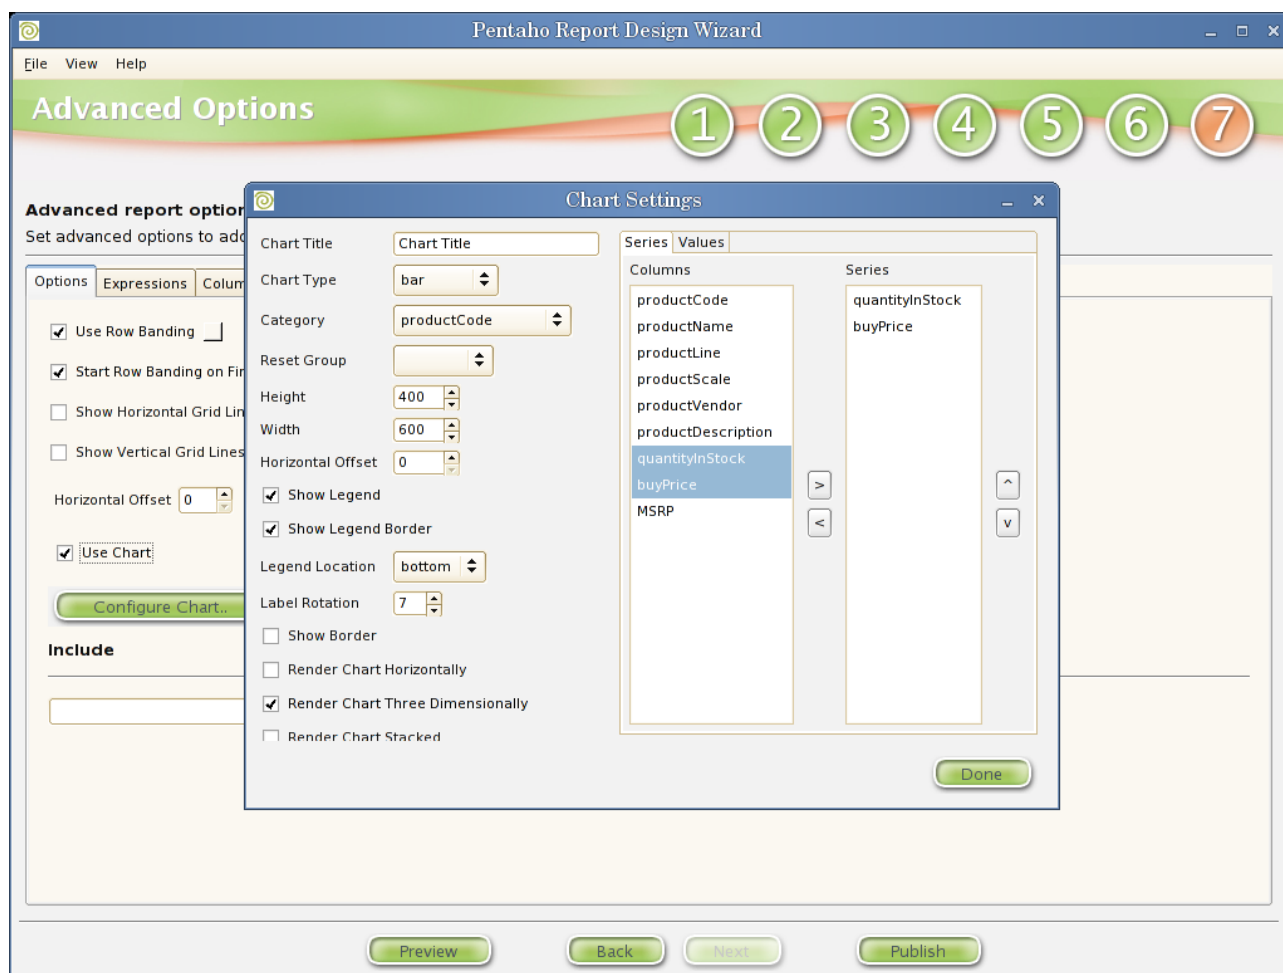 Pentaho Report Design Wizard
File View Help
Advanced Options
1 2 3 4 5 6 7
Advanced report option
Set advanced options to add
Options Expressions Colum
Use Row Banding
Start Row Banding on Fir
Show Horizontal Grid Lin
Show Vertical Grid Lines
Horizontal Offset 0
Use Chart
Configure Chart..
Include
Chart Settings
Chart Title Chart Title
Chart Type bar
Category productCode
Reset Group
Height 400
Width 600
Horizontal Offset 0
Show Legend
Show Legend Border
Legend Location bottom
Label Rotation 7
Show Border
Render Chart Horizontally
Render Chart Three Dimensionally
Render Chart Stacked
Series Values
Columns
productCode
productName
productLine
productScale
productVendor
productDescription
quantityInStock
buyPrice
MSRP
>
<
Series
quantityInStock
buyPrice
^
v
Done
Preview Back Next Publish